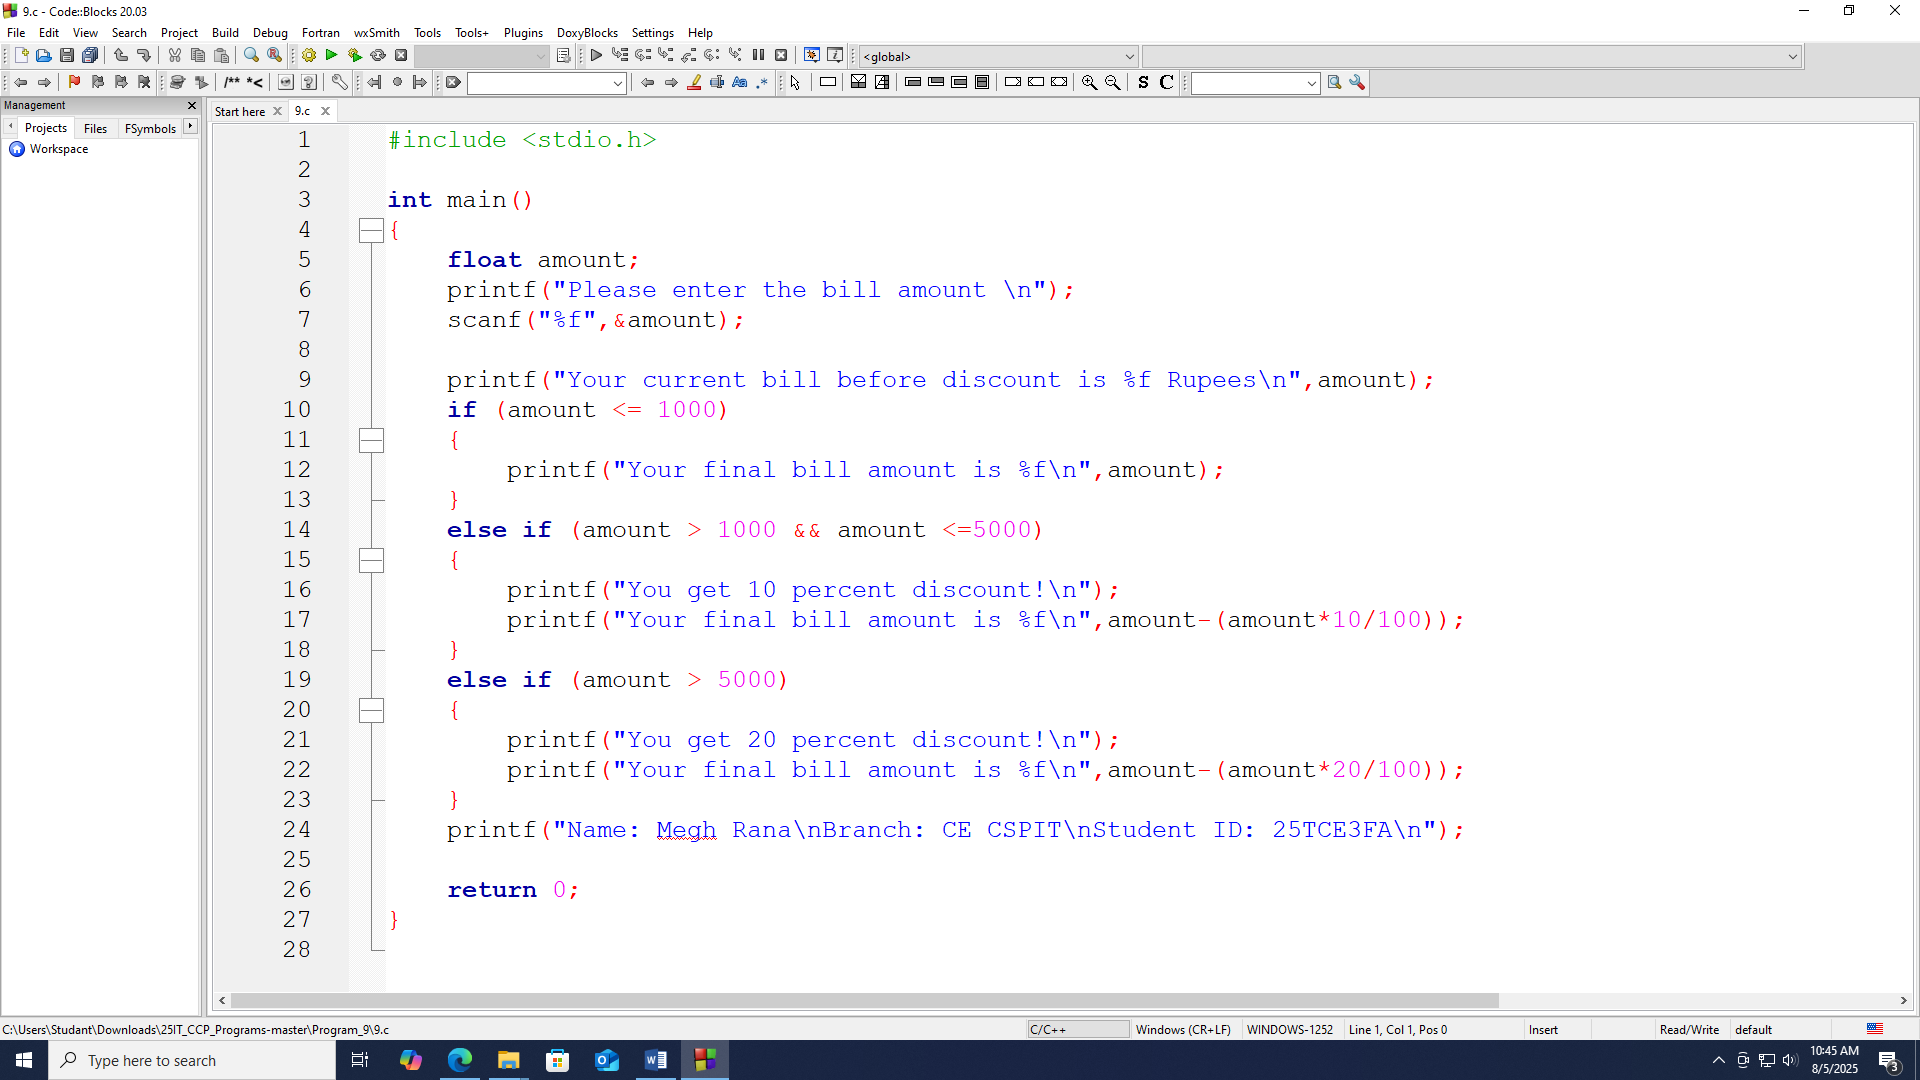 9.c - Code::Blocks 20.03
File Edit View Search Project Build Debug Fortran wxSmith Tools Tools+ Plugins DoxyBlocks Settings Help
<global>
/** *<
Aa .*
S C
Management
Projects Files FSymbols
Workspace
Start here 9.c
1 #include <stdio.h>
2
3 int main()
4 {
5 float amount;
6 printf("Please enter the bill amount \n");
7 scanf("%f",&amount);
8
9 printf("Your current bill before discount is %f Rupees\n",amount);
10 if (amount <= 1000)
11 {
12 printf("Your final bill amount is %f\n",amount);
13 }
14 else if (amount > 1000 && amount <=5000)
15 {
16 printf("You get 10 percent discount!\n");
17 printf("Your final bill amount is %f\n",amount-(amount*10/100));
18 }
19 else if (amount > 5000)
20 {
21 printf("You get 20 percent discount!\n");
22 printf("Your final bill amount is %f\n",amount-(amount*20/100));
23 }
24 printf("Name: Megh Rana\nBranch: CE CSPIT\nStudent ID: 25TCE3FA\n");
25
26 return 0;
27 }
28
C:\Users\Studant\Downloads\25IT_CCP_Programs-master\Program_9\9.c C/C++ Windows (CR+LF) WINDOWS-1252 Line 1, Col 1, Pos 0 Insert Read/Write default
Type here to search
10:45 AM
8/5/2025
3